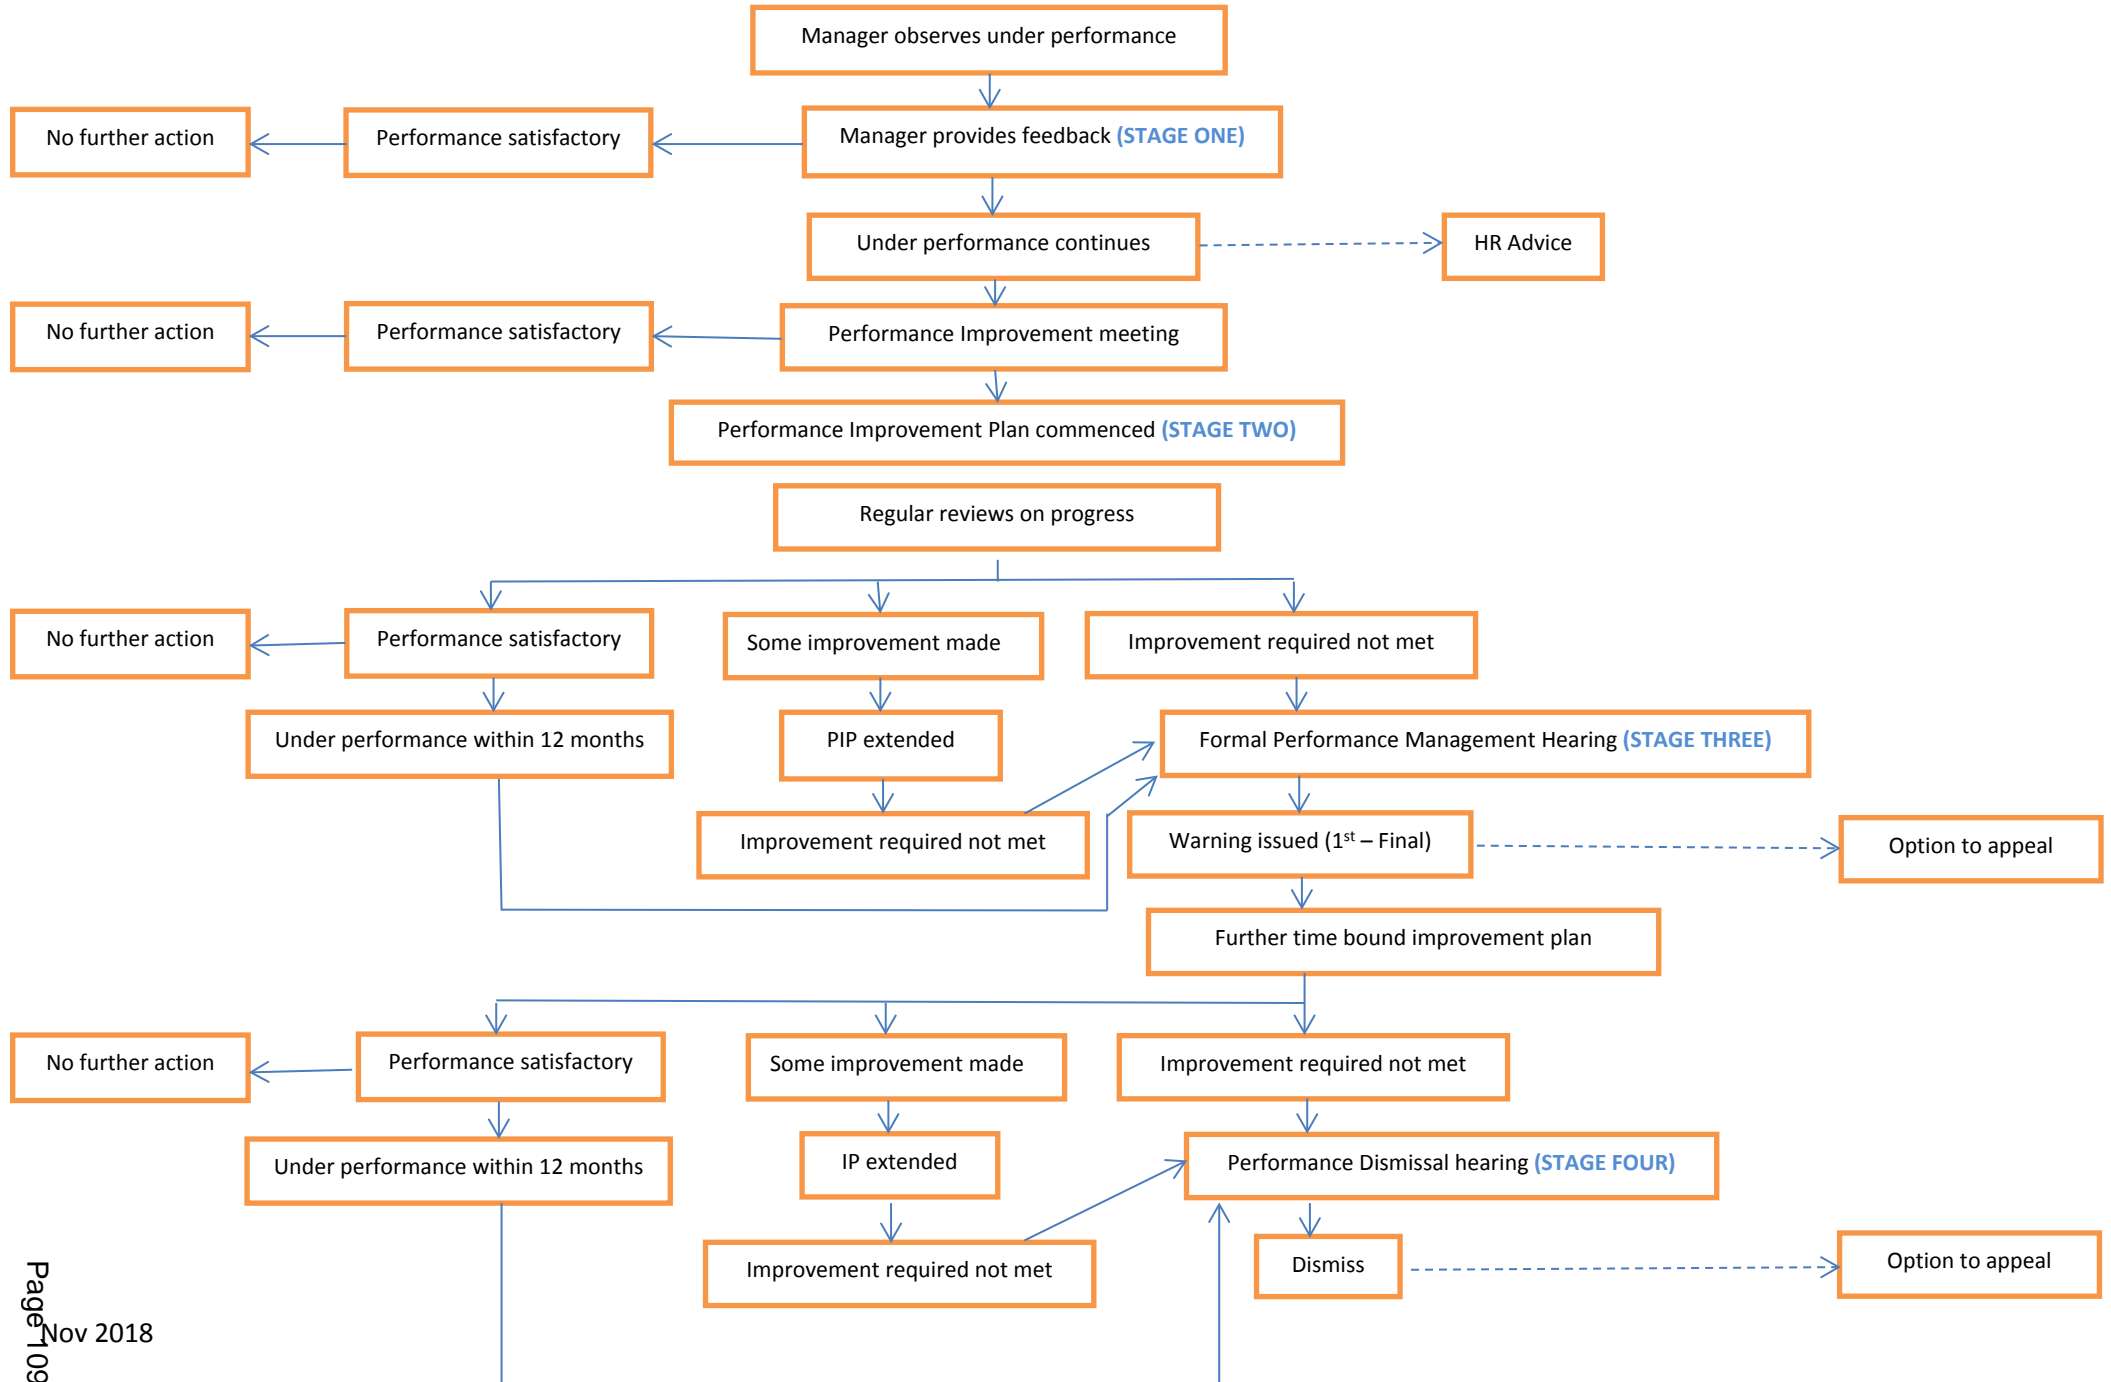 Manager observes under performance
No further action
Performance satisfactory
Manager provides feedback (STAGE ONE)
Under performance continues
HR Advice
No further action
Performance satisfactory
Performance Improvement meeting
Performance Improvement Plan commenced (STAGE TWO)
Regular reviews on progress
No further action
Performance satisfactory
Some improvement made
Improvement required not met
Under performance within 12 months
PIP extended
Formal Performance Management Hearing (STAGE THREE)
Improvement required not met
Warning issued (1st – Final)
Option to appeal
Further time bound improvement plan
No further action
Performance satisfactory
Some improvement made
Improvement required not met
Under performance within 12 months
IP extended
Performance Dismissal hearing (STAGE FOUR)
Improvement required not met
Dismiss
Option to appeal
Nov 2018
Page 109